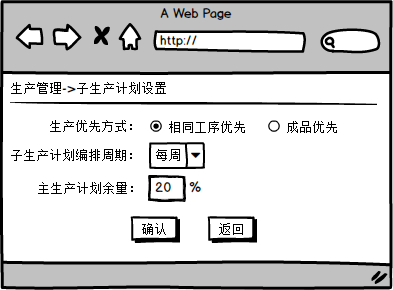 A Web Page
http://
生产管理->子生产计划设置
生产优先方式： 相同工序优先 成品优先
子生产计划编排周期： 每周
主生产计划余量： 20 %
确认 返回